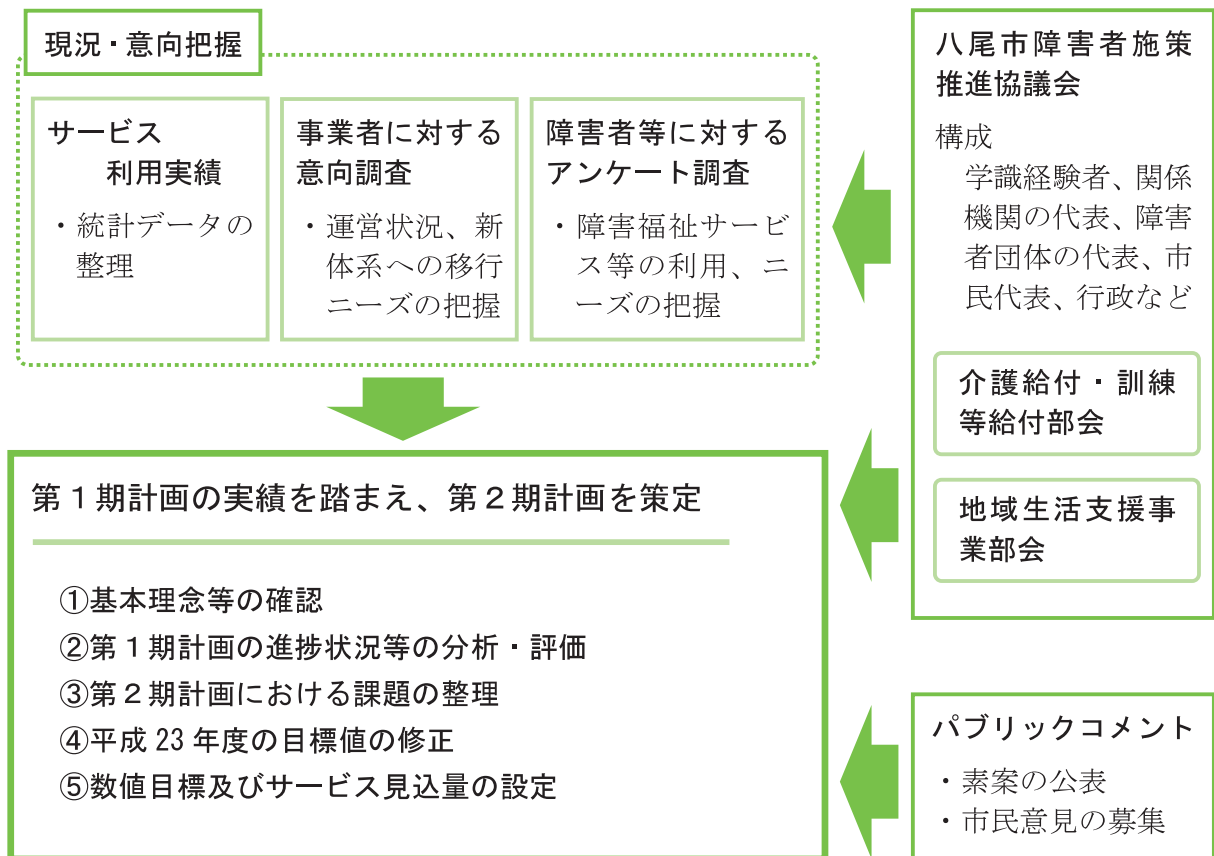 現況・意向把握
サービス
利用実績
・統計データの
整理
事業者に対する
意向調査
・運営状況、新
体系への移行
ニーズの把握
障害者等に対する
アンケート調査
・障害福祉サービ
ス等の利用、ニ
ーズの把握
八尾市障害者施策
推進協議会
構成
学識経験者、関係
機関の代表、障害
者団体の代表、市
民代表、行政など
介護給付・訓練
等給付部会
地域生活支援事
業部会
第1期計画の実績を踏まえ、第2期計画を策定
①基本理念等の確認
②第1期計画の進捗状況等の分析・評価
③第2期計画における課題の整理
④平成23年度の目標値の修正
⑤数値目標及びサービス見込量の設定
パブリックコメント
・素案の公表
・市民意見の募集